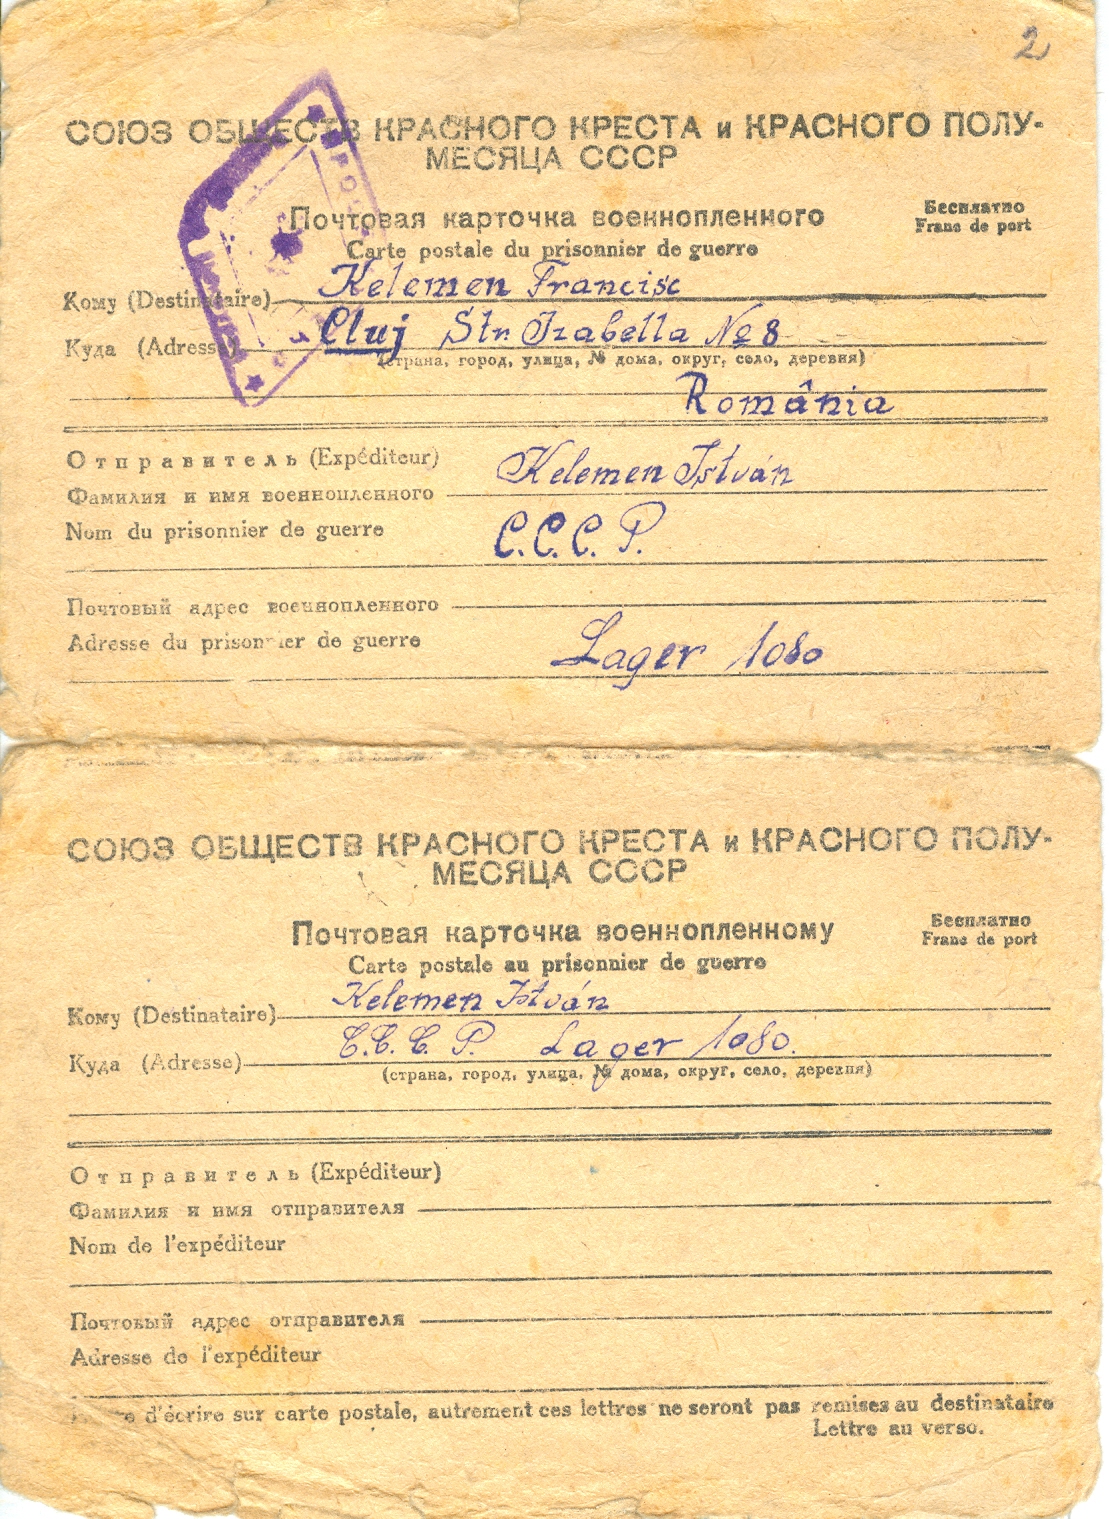 2
СОЮЗ ОБЩЕСТВ КРАСНОГО КРЕСТА и КРАСНОГО ПОЛУ-
МЕСЯЦА СССР
Почтовая карточка военнопленного
Бесплатно
Carte postale du prisonnier de guerre
Franc de port
Кому (Destinataire) Kelemen Francisc
Куда (Adresse) Cluj Str. Izabella № 8
(страна, город, улица, № дома, округ, село, деревня)
România
Отправитель (Expéditeur)
Фамилия и имя военнопленного Kelemen István
Nom du prisonnier de guerre C.C.C.P.
Почтовый адрес военнопленного
Adresse du prisonnier de guerre Lager 1080
СОЮЗ ОБЩЕСТВ КРАСНОГО КРЕСТА и КРАСНОГО ПОЛУ-
МЕСЯЦА СССР
Почтовая карточка военнопленному
Бесплатно
Carte postale au prisonnier de guerre
Franc de port
Кому (Destinataire) Kelemen István
Куда (Adresse) C.C.C.P. Lager 1080.
(страна, город, улица, № дома, округ, село, деревня)
Отправитель (Expéditeur)
Фамилия и имя отправителя
Nom de l'expéditeur
Почтовый адрес отправителя
Adresse de l'expéditeur
d'écrire sur carte postale, autrement ces lettres ne seront pas remises au destinataire
Lettre au verso.